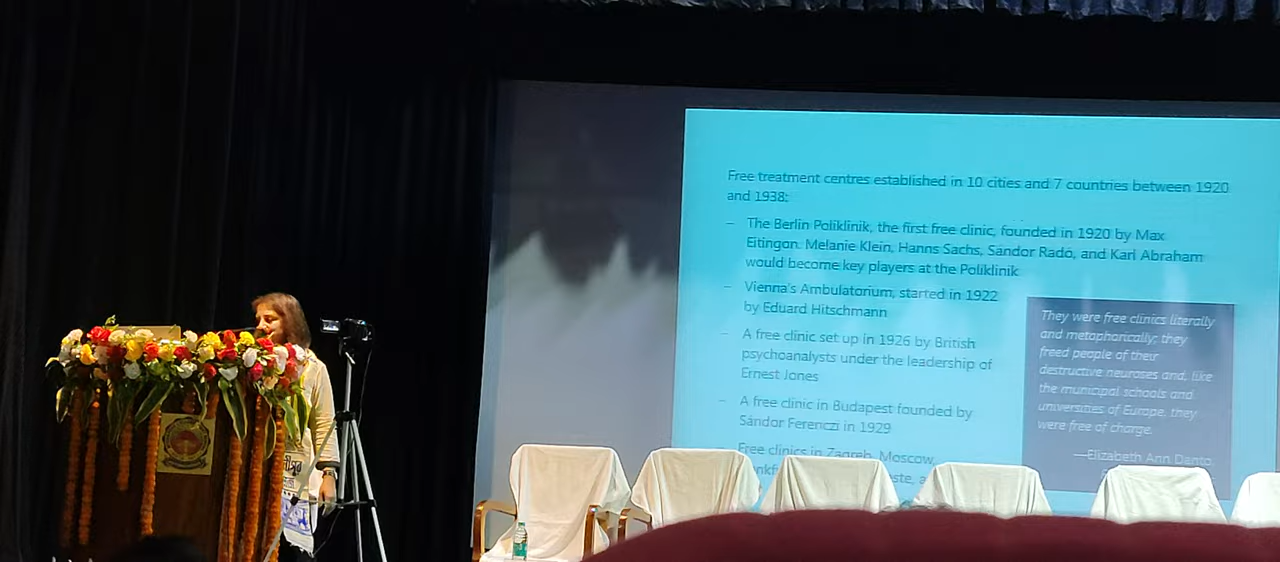 Free treatment centres established in 10 cities and 7 countries between 1920
and 1938:
– The Berlin Poliklinik, the first free clinic, founded in 1920 by Max
Eitingon. Melanie Klein, Hanns Sachs, Sándor Radó, and Karl Abraham
would become key players at the Poliklinik
– Vienna's Ambulatorium, started in 1922
by Eduard Hitschmann
– A free clinic set up in 1926 by British
psychoanalysts under the leadership of
Ernest Jones
– A free clinic in Budapest founded by
Sándor Ferenczi in 1929
– Free clinics in Zagreb, Moscow,
They were free clinics literally
and metaphorically: they
freed people of their
destructive neuroses and, like
the municipal schools and
universities of Europe, they
were free of charge.
—Elizabeth Ann Danto